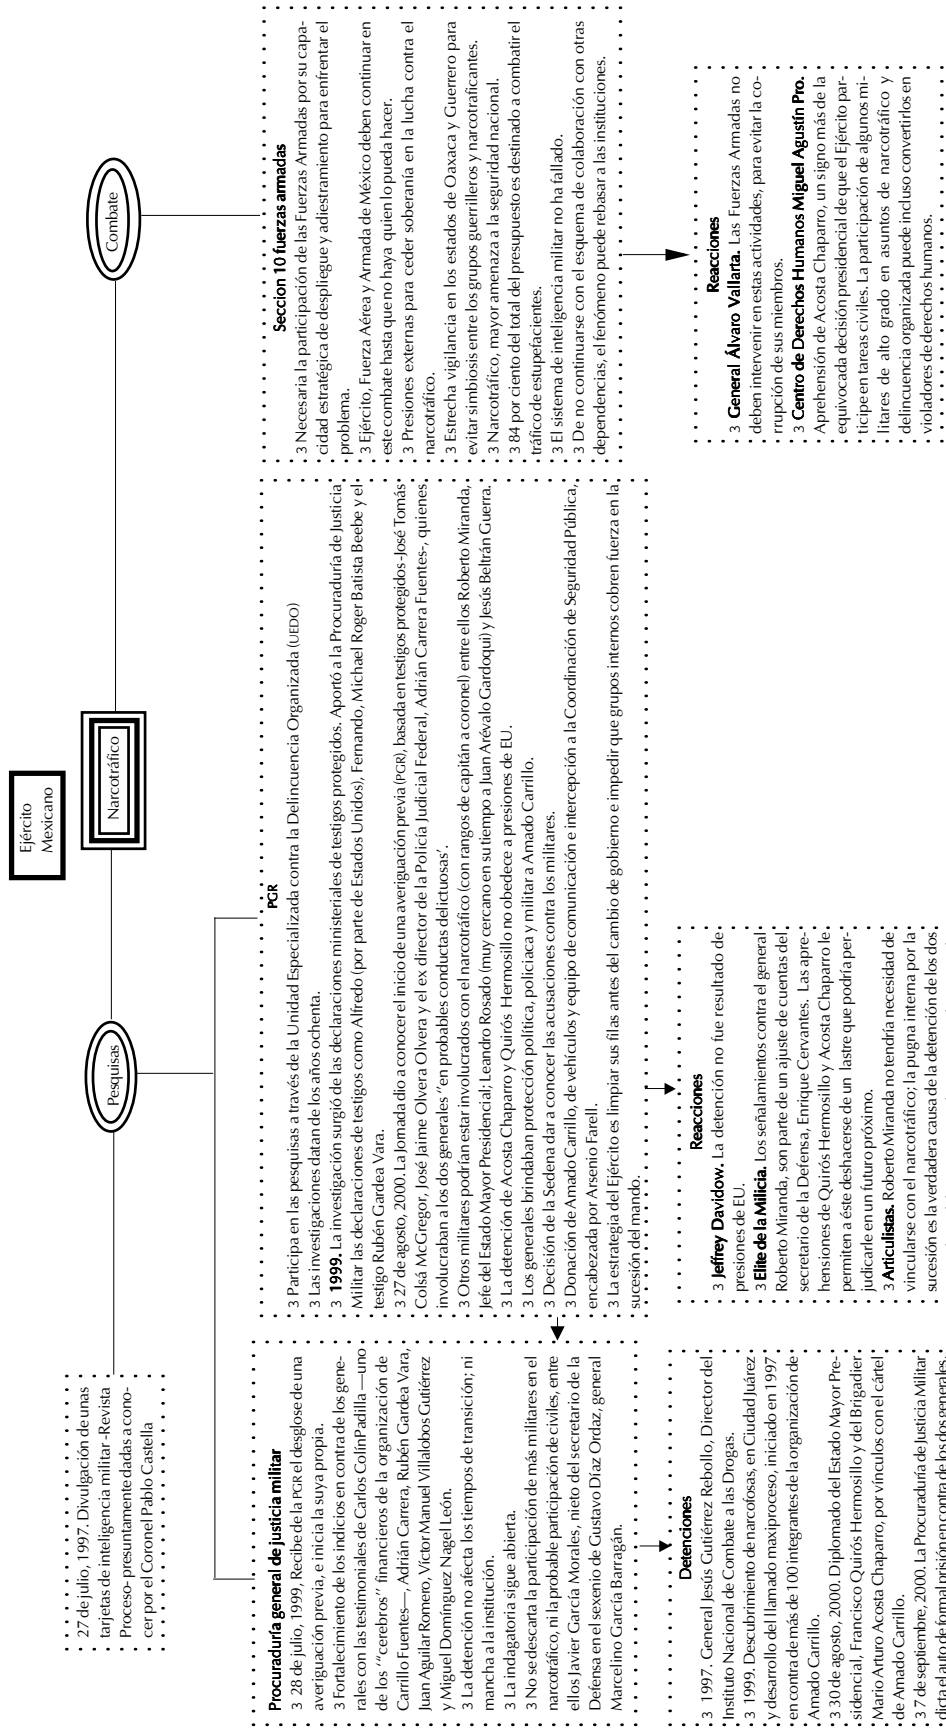 Ejército
Mexicano
Narcotráfico
Pesquisas
Combate
27 de julio, 1997. Divulgación de unas
tarjetas de inteligencia militar -Revista
Proceso- presuntamente dadas a cono-
cer por el Coronel Pablo Castella
Procuraduría general de justicia militar
3 28 de julio, 1999, Recibe de la PGR el desglose de una
averiguación previa, e inicia la suya propia.
3 Fortalecimiento de los indicios en contra de los gene-
rales con las testimoniales de Carlos Colín Padilla —uno
de los '"cerebros" financieros de la organización de
Carrillo Fuentes—, Adrián Carrera, Rubén Gardea Vara,
Juan Aguilar Romero, Víctor Manuel Villalobos Gutiérrez
y Miguel Domínguez Nagel León.
3 La detención no afecta los tiempos de transición; ni
mancha a la institución.
3 La indagatoria sigue abierta.
3 No se descarta la participación de más militares en el
narcotráfico, ni la probable participación de civiles, entre
ellos Javier García Morales, nieto del secretario de la
Defensa en el sexenio de Gustavo Díaz Ordaz, general
Marcelino García Barragán.
PGR
3 Participa en las pesquisas a través de la Unidad Especializada contra la Delincuencia Organizada (UEDO)
3 Las investigaciones datan de los años ochenta.
3 1999. La investigación surgió de las declaraciones ministeriales de testigos protegidos. Aportó a la Procuraduría de Justicia
Militar las declaraciones de testigos como Alfredo (por parte de Estados Unidos), Fernando, Michael Roger Batista Beebe y el
testigo Rubén Gardea Vara.
3 27 de agosto, 2000. La Jornada dio a conocer el inicio de una averiguación previa (PGR), basada en testigos protegidos -José Tomás
Colsá McGregor, José Jaime Olvera Olvera y el ex director de la Policía Judicial Federal, Adrián Carrera Fuentes-, quienes
involucraban a los dos generales "en probables conductas delictuosas'.
3 Otros militares podrían estar involucrados con el narcotráfico (con rangos de capitán a coronel) entre ellos Roberto Miranda,
Jefe del Estado Mayor Presidencial; Leandro Rosado (muy cercano en su tiempo a Juan Arévalo Gardoqui) y Jesús Beltrán Guerra.
3 La detención de Acosta Chaparro y Quirós Hermosillo no obedece a presiones de EU.
3 Los generales brindaban protección política, policiaca y militar a Amado Carrillo.
3 Decisión de la Sedena dar a conocer las acusaciones contra los militares.
3 Donación de Amado Carrillo, de vehículos y equipo de comunicación e intercepción a la Coordinación de Seguridad Pública,
encabezada por Arsenio Farell.
3 La estrategia del Ejército es limpiar sus filas antes del cambio de gobierno e impedir que grupos internos cobren fuerza en la
sucesión del mando.
Seccion 10 fuerzas armadas
3 Necesaria la participación de las Fuerzas Armadas por su capa-
cidad estratégica de despliegue y adiestramiento para enfrentar el
problema.
3 Ejército, Fuerza Aérea y Armada de México deben continuar en
este combate hasta que no haya quien lo pueda hacer.
3 Presiones externas para ceder soberanía en la lucha contra el
narcotráfico.
3 Estrecha vigilancia en los estados de Oaxaca y Guerrero para
evitar simbiosis entre los grupos guerrilleros y narcotraficantes.
3 Narcotráfico, mayor amenaza a la seguridad nacional.
3 84 por ciento del total del presupuesto es destinado a combatir el
tráfico de estupefacientes.
3 El sistema de inteligencia militar no ha fallado.
3 De no continuarse con el esquema de colaboración con otras
dependencias, el fenómeno puede rebasar a las instituciones.
Detenciones
3 1997. General Jesús Gutiérrez Rebollo, Director del
Instituto Nacional de Combate a las Drogas.
3 1999. Descubrimiento de narcofosas, en Ciudad Juárez
y desarrollo del llamado maxiproceso, iniciado en 1997
en contra de más de 100 integrantes de la organización de
Amado Carrillo.
3 30 de agosto, 2000. Diplomado del Estado Mayor Pre-
sidencial, Francisco Quirós Hermosillo y del Brigadier
Mario Arturo Acosta Chaparro, por vínculos con el cártel
de Amado Carrillo.
3 7 de septiembre, 2000. La Procuraduría de Justicia Militar
dicta el auto de formal prisión en contra de los dos generales.
Reacciones
3 Jeffrey Davidow. La detención no fue resultado de
presiones de EU.
3 Elite de la Milicia. Los señalamientos contra el general
Roberto Miranda, son parte de un ajuste de cuentas del
secretario de la Defensa, Enrique Cervantes. Las apre-
hensiones de Quirós Hermosillo y Acosta Chaparro le
permiten a éste deshacerse de un lastre que podría per-
judicarle en un futuro próximo.
3 Articulistas. Roberto Miranda no tendría necesidad de
vincularse con el narcotráfico; la pugna interna por la
sucesión es la verdadera causa de la detención de los dos
Reacciones
3 General Álvaro Vallarta. Las Fuerzas Armadas no
deben intervenir en estas actividades, para evitar la co-
rrupción de sus miembros.
3 Centro de Derechos Humanos Miguel Agustín Pro.
Aprehensión de Acosta Chaparro, un signo más de la
equivocada decisión presidencial de que el Ejército par-
ticipe en tareas civiles. La participación de algunos mi-
litares de alto grado en asuntos de narcotráfico y
delincuencia organizada puede incluso convertirlos en
violadores de derechos humanos.